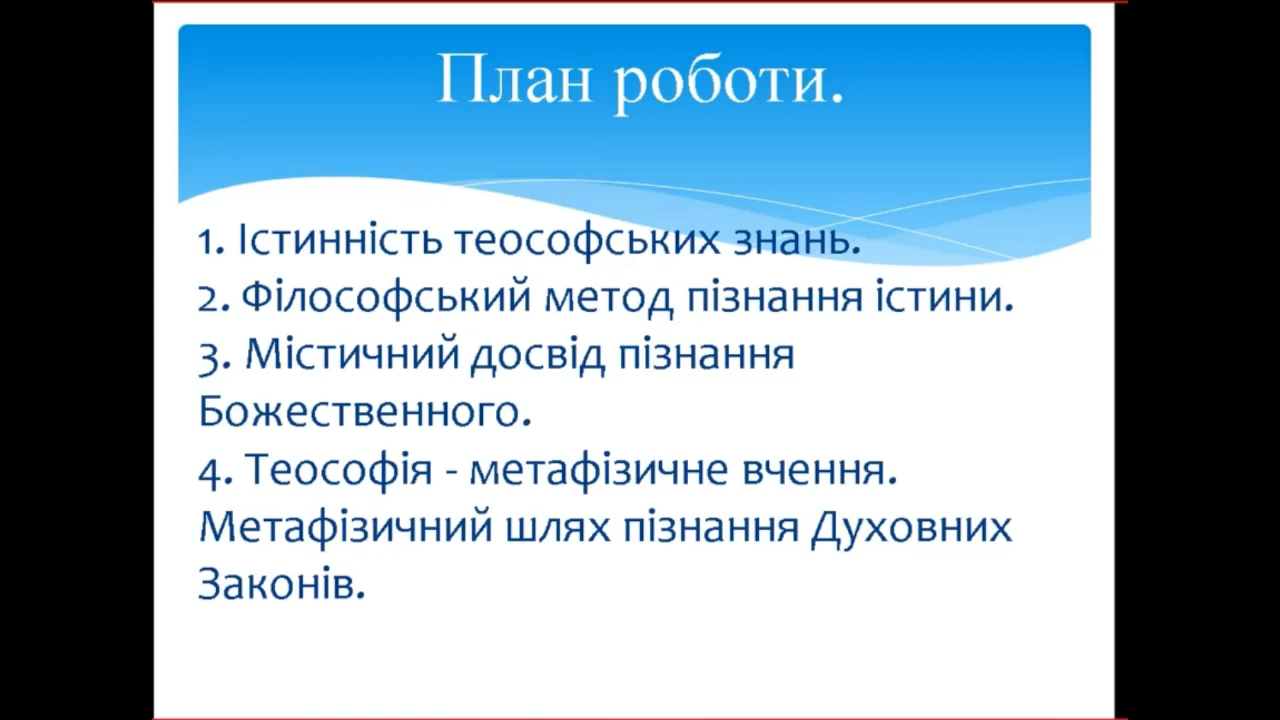 План роботи.
1. Істинність теософських знань.
2. Філософський метод пізнання істини.
3. Містичний досвід пізнання
Божественного.
4. Теософія - метафізичне вчення.
Метафізичний шлях пізнання Духовних
Законів.